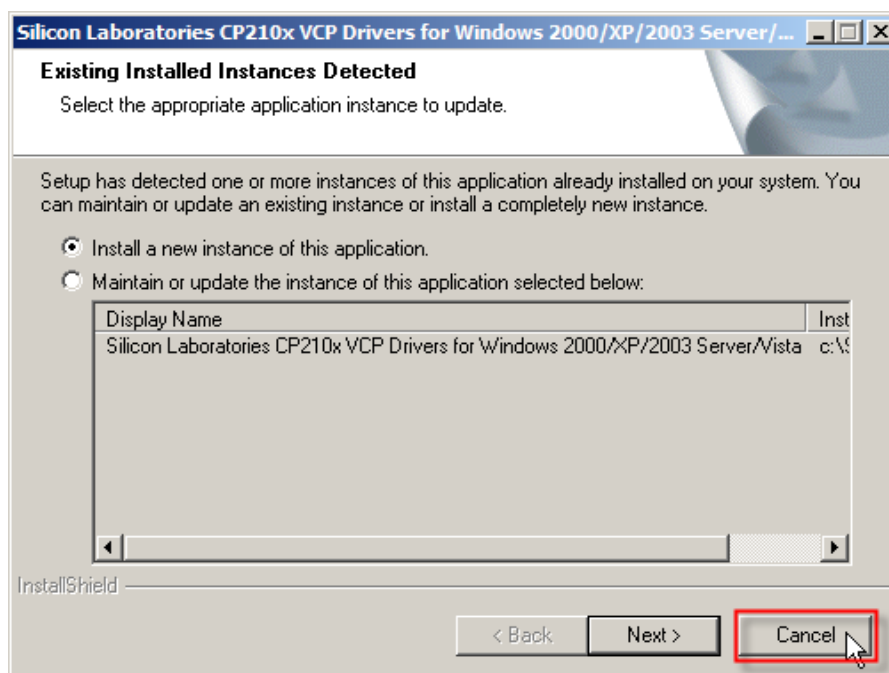 Silicon Laboratories CP210x VCP Drivers for Windows 2000/XP/2003 Server/...
Existing Installed Instances Detected
Select the appropriate application instance to update.
Setup has detected one or more instances of this application already installed on your system. You
can maintain or update an existing instance or install a completely new instance.
Install a new instance of this application.
Maintain or update the instance of this application selected below:
Display Name Inst
Silicon Laboratories CP210x VCP Drivers for Windows 2000/XP/2003 Server/Vista c:\S
InstallShield
< Back Next > Cancel